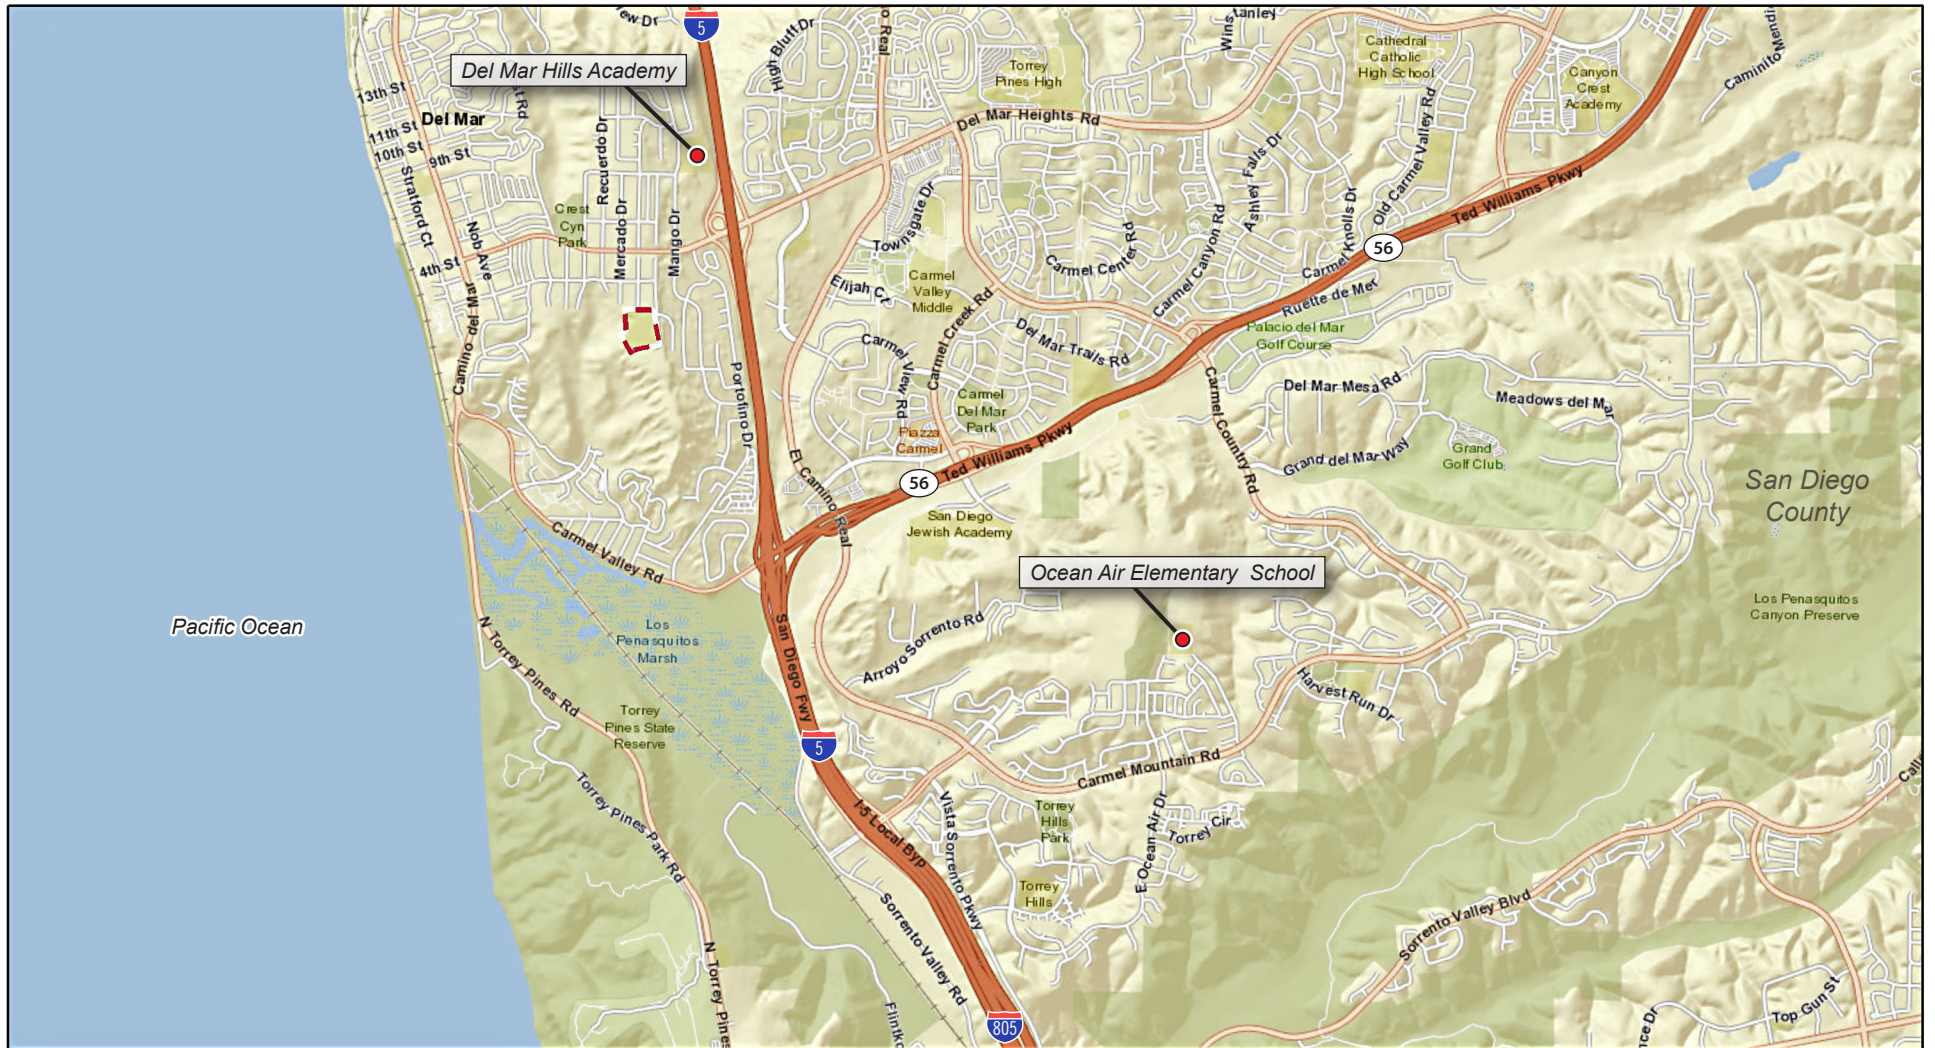 5
High Bluff Dr
Winstanley
Cathedral
Catholic
High School
Del Mar Hills Academy
Torrey
Pines High
Canyon
Crest
Academy
13th St
Del Mar
11th St
10th St
9th St
Recuerdo Dr
Del Mar Heights Rd
Old Carmel Valley Rd
Ashley Falls Dr
Stratford Ct
Crest
Cyn
Park
Mercado Dr
Mango Dr
Townsgate Dr
Carmel Canyon Rd
Carmel Knolls Dr
Ted Williams Pkwy
56
Nob Ave
4th St
Carmel Center Rd
Elijah Ct
Carmel
Valley
Middle
Ruette de Mer
Palacio del Mar
Golf Course
Camino del Mar
Carmel View Rd
Carmel Creek Rd
Del Mar Trails Rd
Portofino Dr
Carmel
Del Mar
Park
Piazza
Carmel
Carmel Country Rd
Del Mar Mesa Rd
Meadows del Mar
Grand del Mar Way
Grand
Golf Club
San Diego
County
El Camino Real
56
Ted Williams Pkwy
San Diego
Jewish Academy
Carmel Valley Rd
Ocean Air Elementary School
Los Penasquitos
Canyon Preserve
Pacific Ocean
Los
Penasquitos
Marsh
San Diego Fwy
Arroyo Sorrento Rd
N Torrey Pines Rd
Torrey
Pines State
Reserve
Harvest Run Dr
5
Carmel Mountain Rd
Torrey Pines Park Rd
I-5 Local Byp
Vista Sorrento Pkwy
Torrey
Hills
Park
E Ocean Air Dr
Torrey Cir
Torrey
Hills
Sorrento Valley Rd
Sorrento Valley Blvd
N Torrey Pines
Top Gun St
805